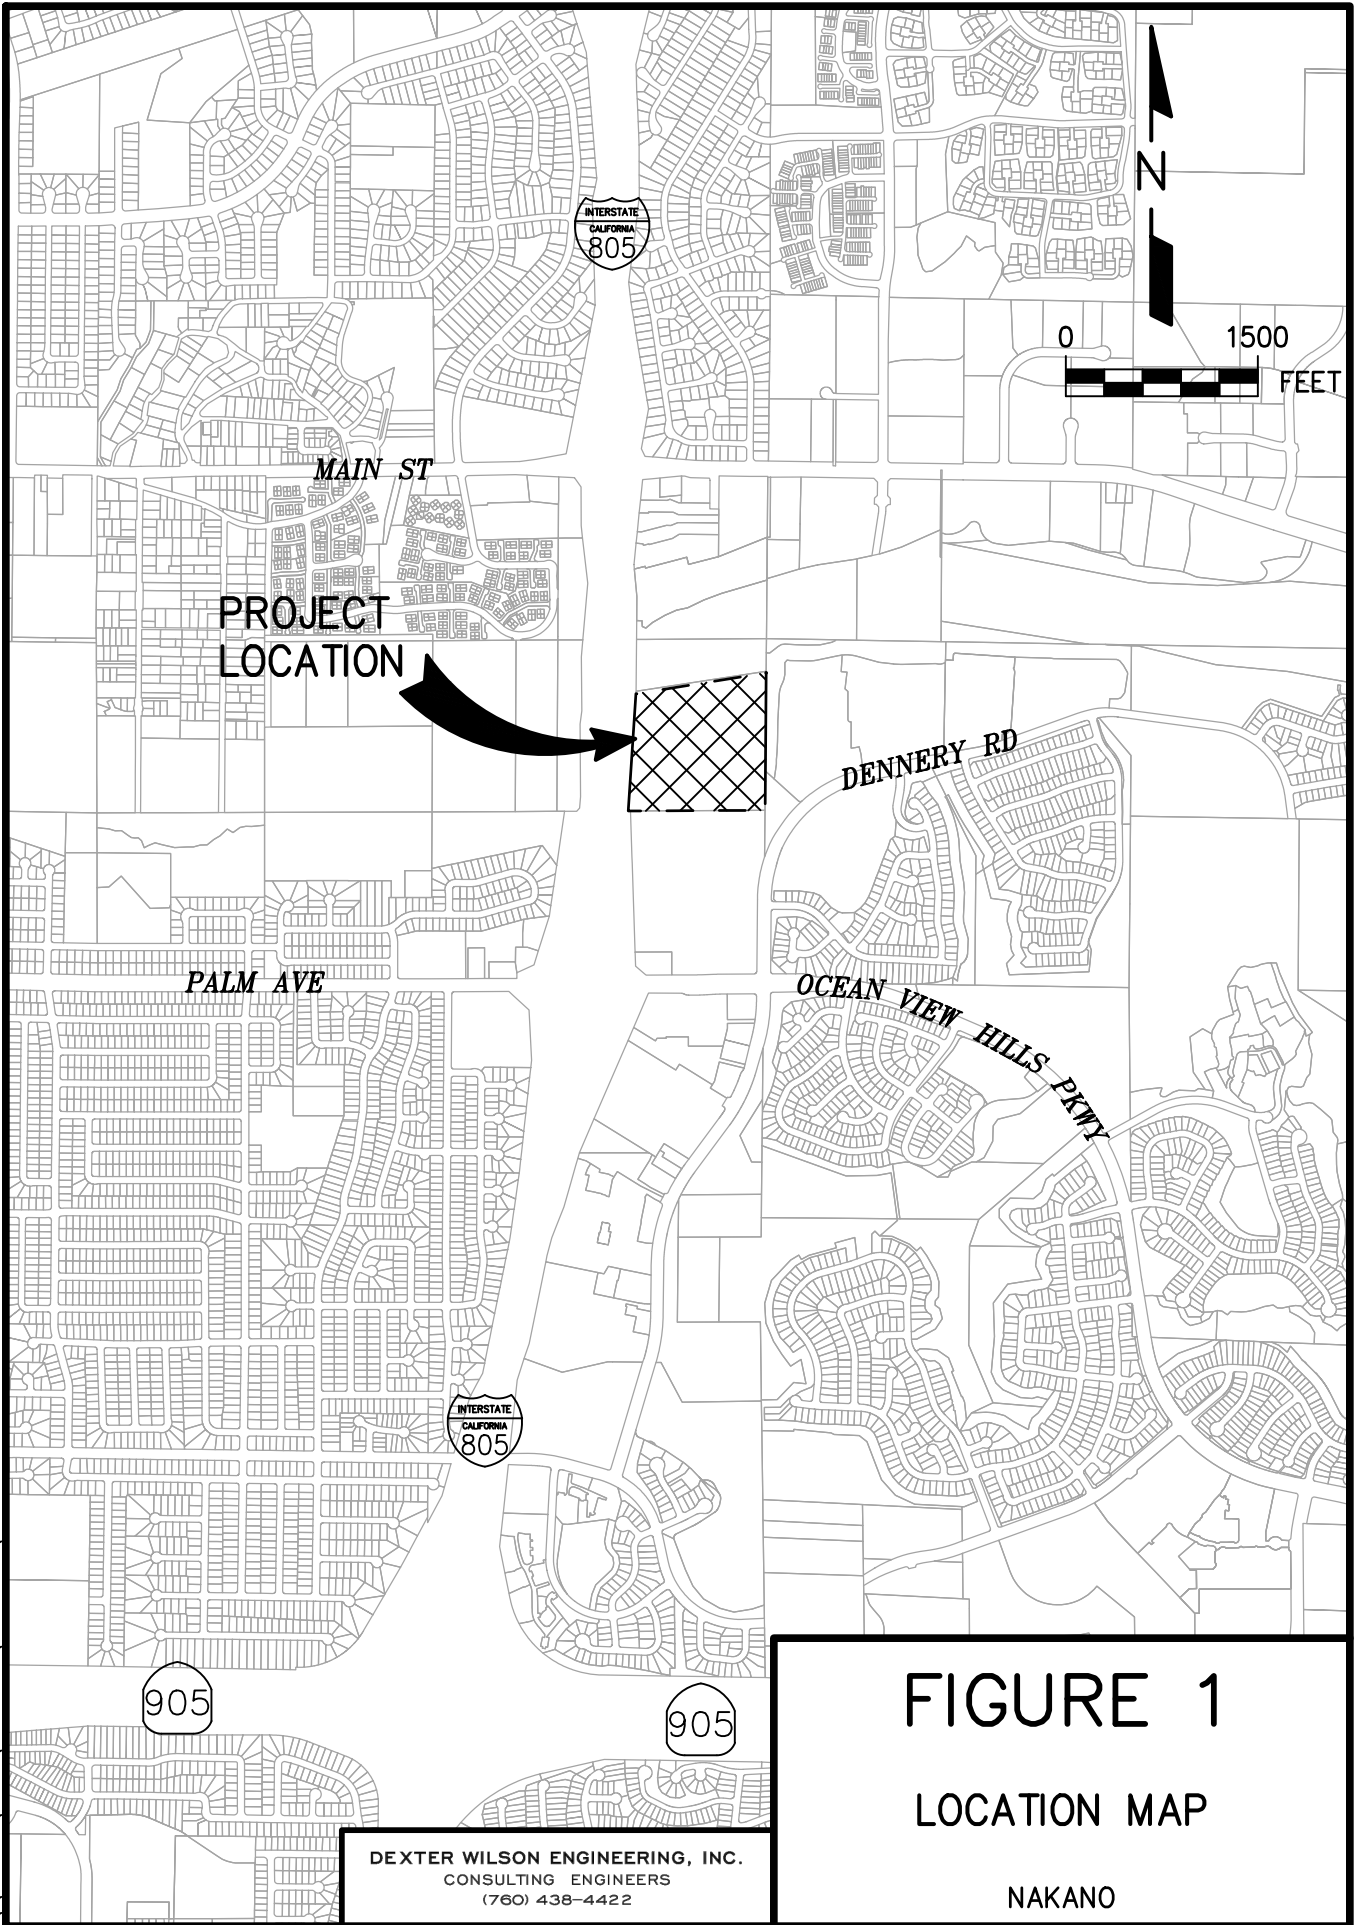 INTERSTATE
CALIFORNIA
805
N
0 1500
FEET
MAIN ST
PROJECT
LOCATION
DENNERY RD
PALM AVE
OCEAN VIEW HILLS PKWY
INTERSTATE
CALIFORNIA
805
905
905
FIGURE 1
LOCATION MAP
NAKANO
DEXTER WILSON ENGINEERING, INC.
CONSULTING ENGINEERS
(760) 438-4422